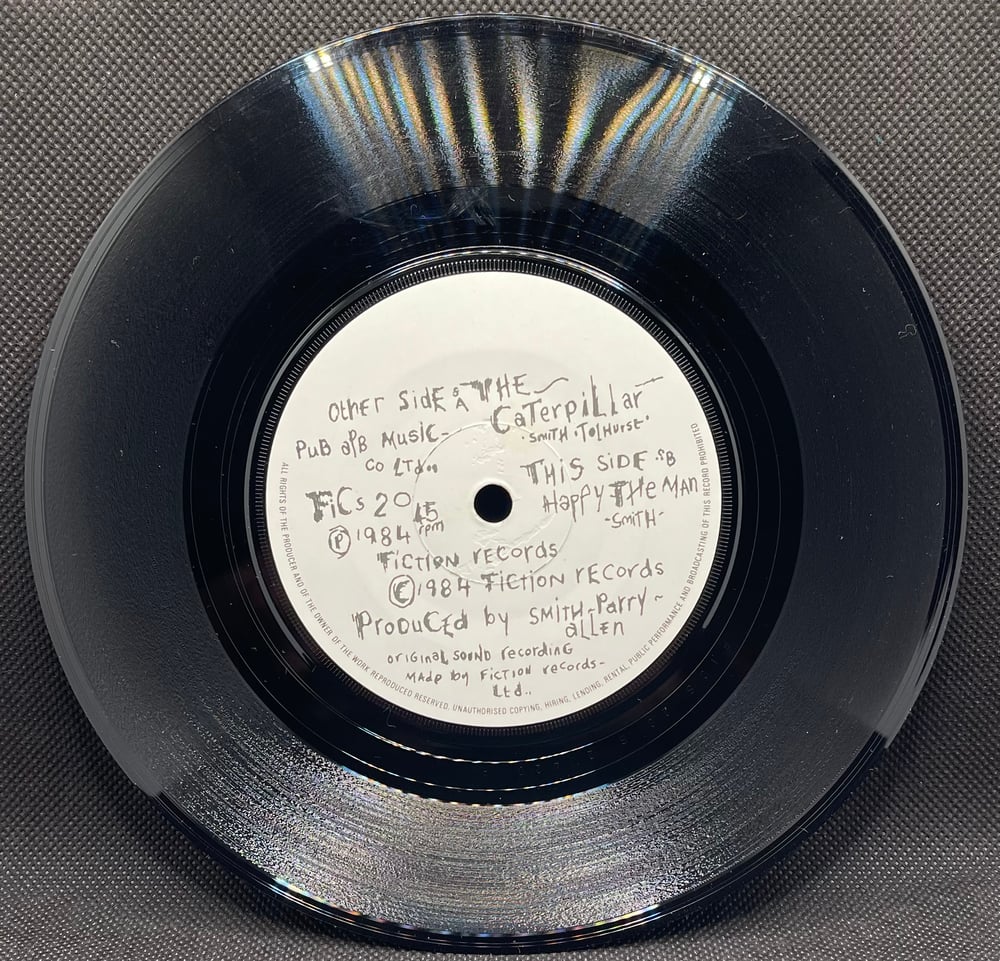 Other Side :A THE
Caterpillar
·Smith·Tolhurst·
Pub APB Music-
Co Ltd..
This Side :B
Happy The Man
-Smith-
FiCs 20
45
rpm
℗ 1984
Fiction records
©1984 Fiction records
Produced by Smith-Parry~
allen
original sound recording
made by Fiction records-
Ltd..
ALL RIGHTS OF THE PRODUCER AND OF THE OWNER OF THE WORK REPRODUCED RESERVED. UNAUTHORISED COPYING, HIRING, LENDING, RENTAL, PUBLIC PERFORMANCE AND BROADCASTING OF THIS RECORD PROHIBITED